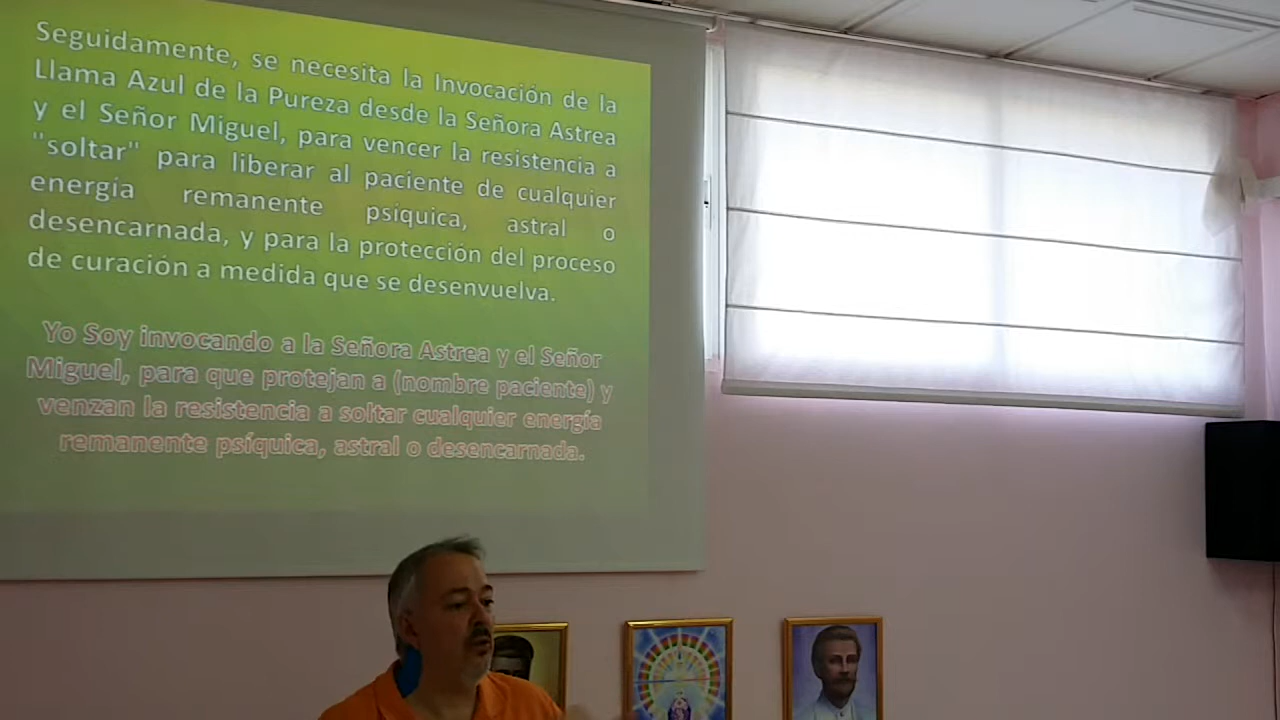 Seguidamente, se necesita la Invocación de la
Llama Azul de la Pureza desde la Señora Astrea
y el Señor Miguel, para vencer la resistencia a
"soltar" para liberar al paciente de cualquier
energía remanente psiquica, astral o
desencarnada, y para la protección del proceso
de curación a medida que se desenvuelva.
Yo Soy invocando a la Señora Astrea y el Señor
Miguel, para que protejan a (nombre paciente) y
venzan la resistencia a soltar cualquier energía
remanente psíquica, astral o desencarnada.